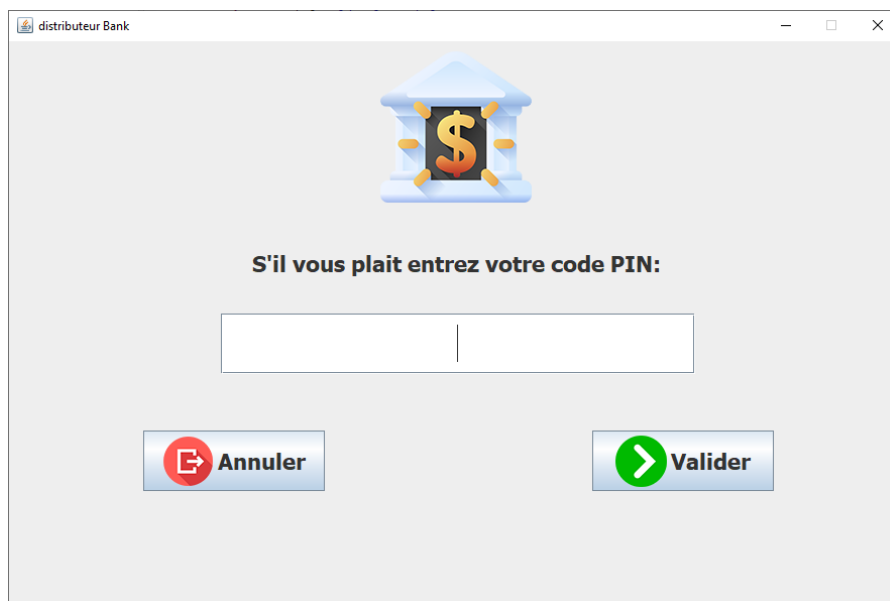 distributeur Bank
$
S'il vous plait entrez votre code PIN:
Annuler
Valider